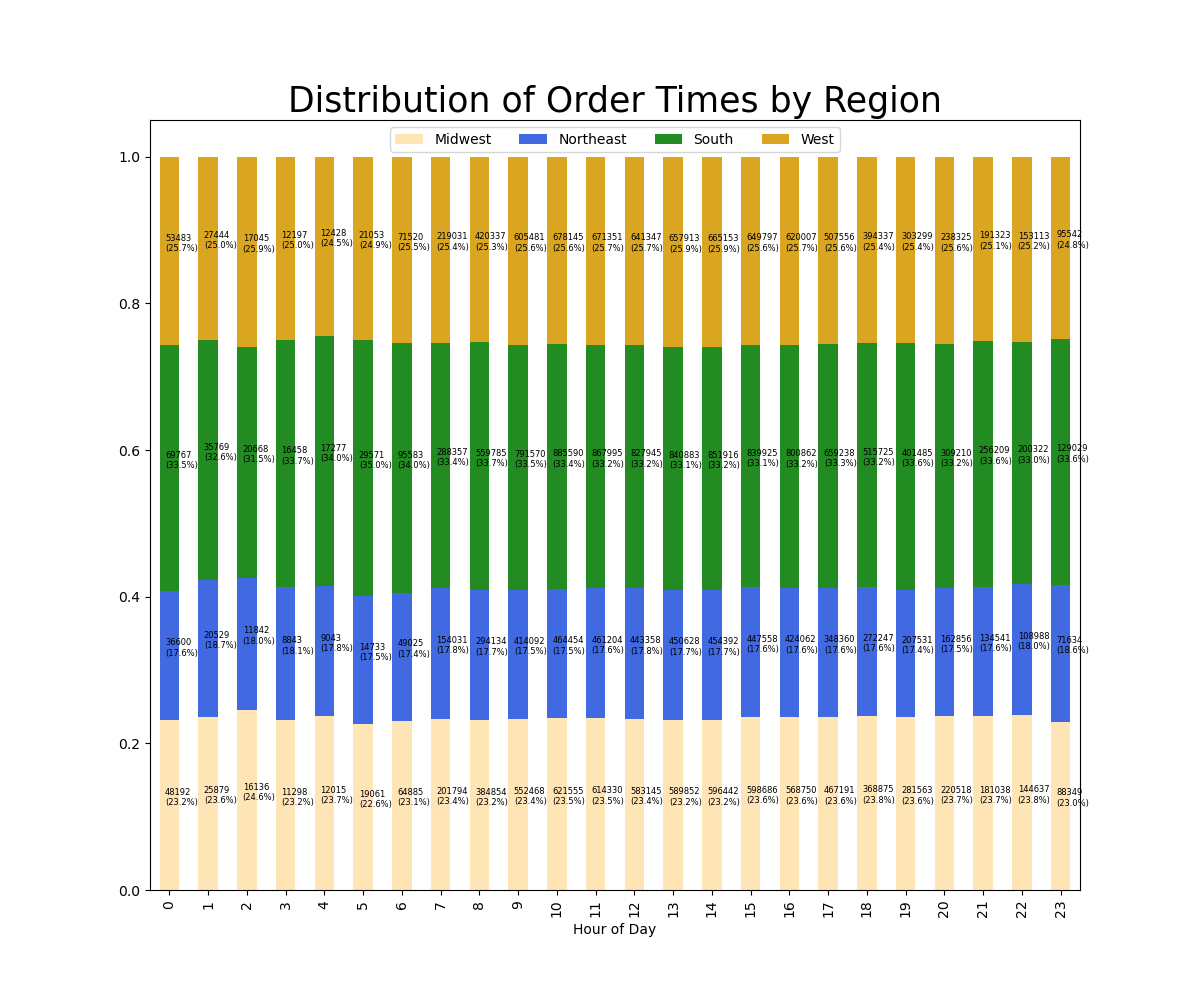 Distribution of Order Times by Region
Midwest Northeast South West
1.0
0.8
0.6
0.4
0.2
0.0
53483 27444 17045 12197 12428 21053 71520 219031 420337 605481 678145 671351 641347 657913 665153 649797 620007 507556 394337 303299 238325 191323 153113 95542
(25.7%) (25.0%) (25.9%) (25.0%) (24.5%) (24.9%) (25.5%) (25.4%) (25.3%) (25.6%) (25.6%) (25.7%) (25.7%) (25.9%) (25.9%) (25.6%) (25.7%) (25.6%) (25.4%) (25.4%) (25.6%) (25.1%) (25.2%) (24.8%)
69767 35769 20668 16458 17277 29571 95583 288357 559785 791570 885590 867995 827945 840883 851916 839925 800862 659238 515725 401485 309210 256209 200322 129029
(33.5%) (32.6%) (31.5%) (33.7%) (34.0%) (35.0%) (34.0%) (33.4%) (33.7%) (33.5%) (33.4%) (33.2%) (33.2%) (33.1%) (33.2%) (33.1%) (33.2%) (33.3%) (33.2%) (33.6%) (33.2%) (33.6%) (33.0%) (33.6%)
36600 20529 11842 8843 9043 14733 49025 154031 294134 414092 464454 461204 443358 450628 454392 447558 424062 348360 272247 207531 162856 134541 108988 71634
(17.6%) (18.7%) (18.0%) (18.1%) (17.8%) (17.5%) (17.4%) (17.8%) (17.7%) (17.5%) (17.5%) (17.6%) (17.8%) (17.7%) (17.7%) (17.6%) (17.6%) (17.6%) (17.6%) (17.4%) (17.5%) (17.6%) (18.0%) (18.6%)
48192 25879 16136 11298 12015 19061 64885 201794 384854 552468 621555 614330 583145 589852 596442 598686 568750 467191 368875 281563 220518 181038 144637 88349
(23.2%) (23.6%) (24.6%) (23.2%) (23.7%) (22.6%) (23.1%) (23.4%) (23.2%) (23.4%) (23.5%) (23.5%) (23.4%) (23.2%) (23.2%) (23.6%) (23.6%) (23.6%) (23.8%) (23.6%) (23.7%) (23.7%) (23.8%) (23.0%)
0 1 2 3 4 5 6 7 8 9 10 11 12 13 14 15 16 17 18 19 20 21 22 23
Hour of Day